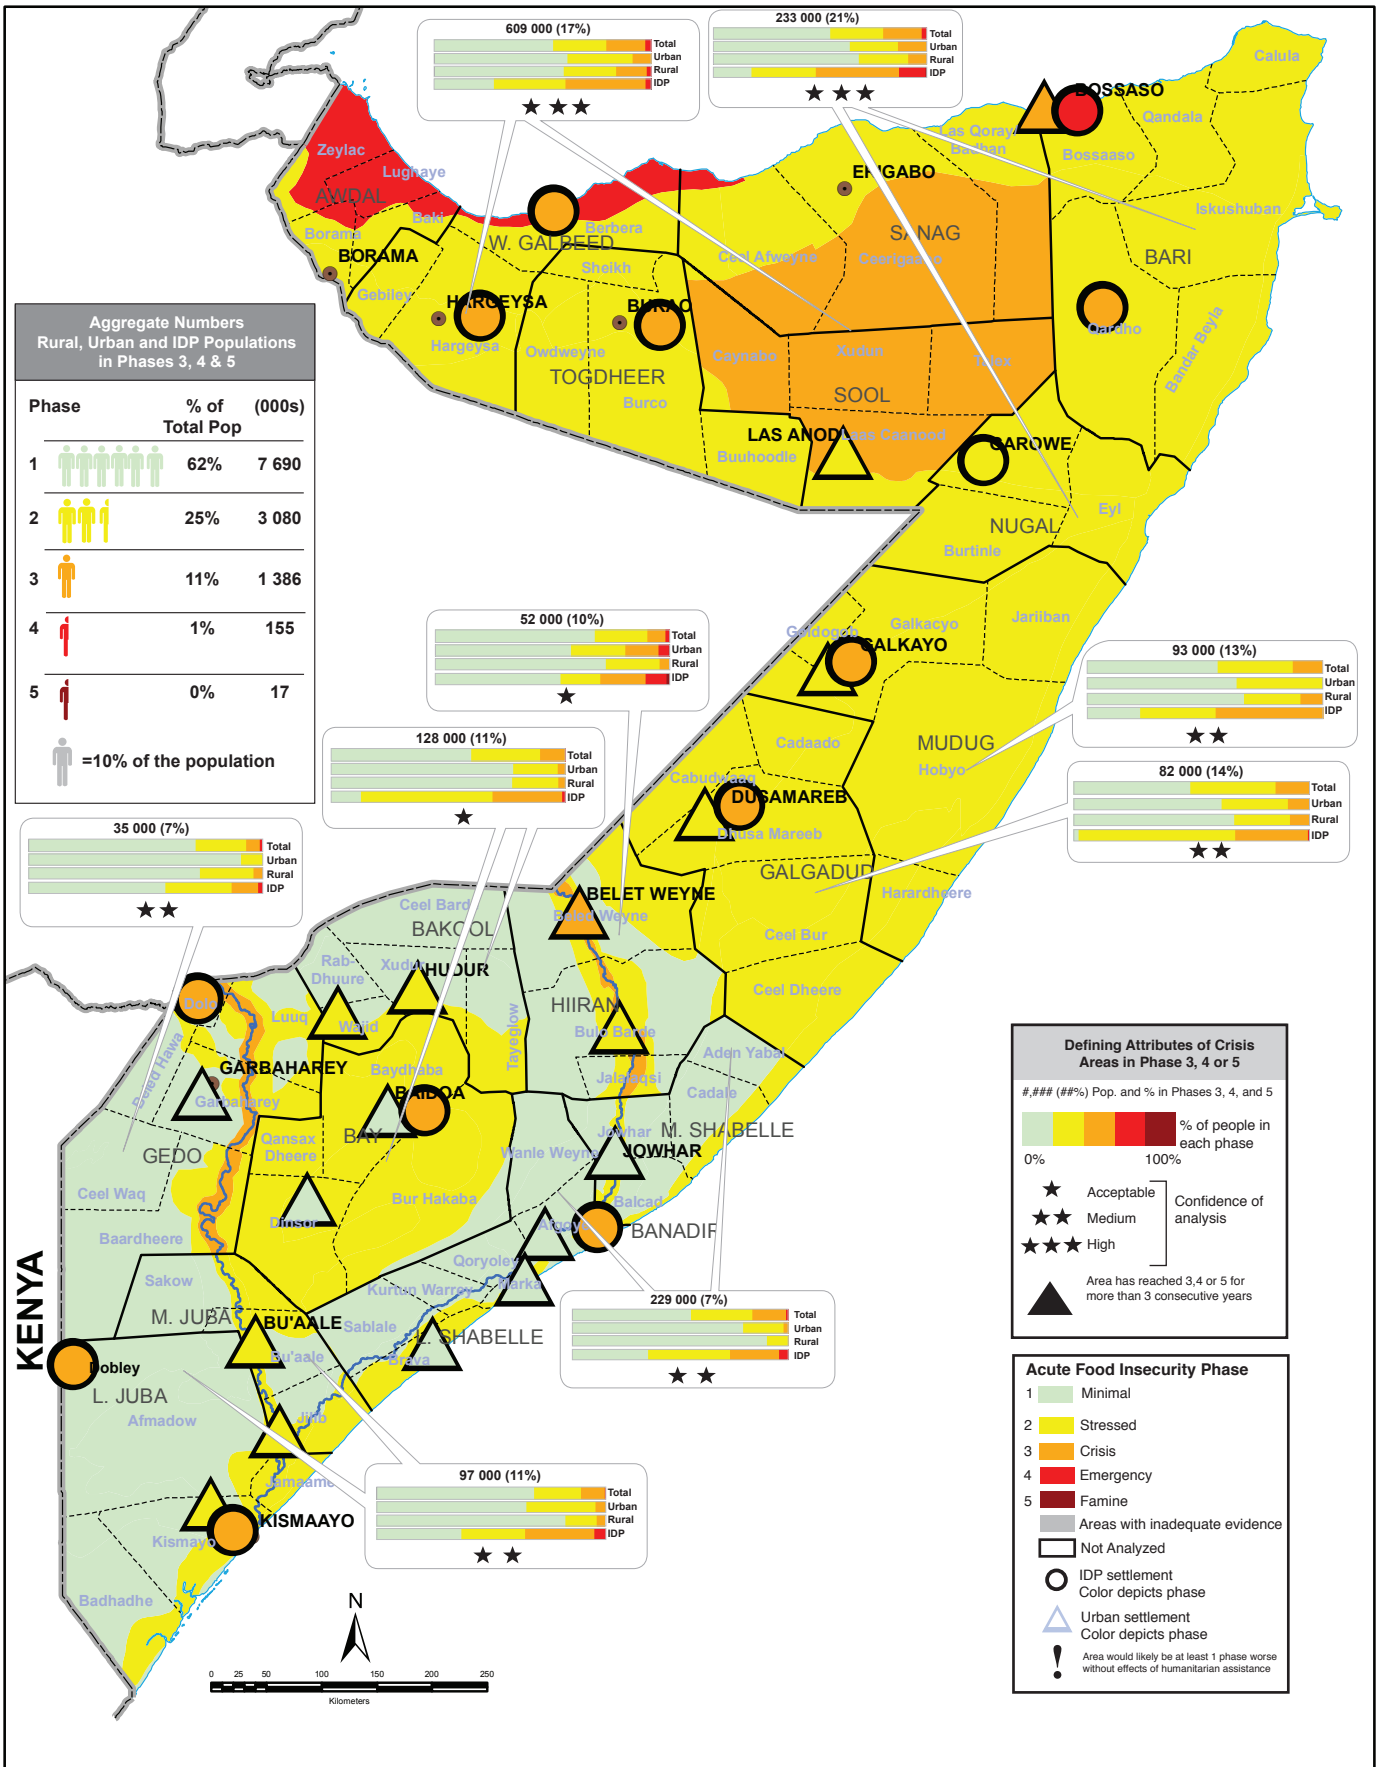 609 000 (17%)
Total
Urban
Rural
IDP
233 000 (21%)
Total
Urban
Rural
IDP
Calula
BOSSASO
Qandala
Las Qoray/
Badhan
Bossaaso
Zeylac
Lughaye
ERIGABO
AWDAL
Baki
Iskushuban
Borama
Berbera
SANAG
W. GALBEED
BORAMA
Ceel Afweyne
Ceerigaabo
BARI
Sheikh
Gebiley
HARGEYSA
BURAO
Qardho
Hargeysa
Owdweyne
Caynabo
Xudun
Talex
Bandar Beyla
TOGDHEER
SOOL
Burco
LAS ANOD
Laas Caanood
GAROWE
Buuhoodle
Eyl
NUGAL
Burtinle
Aggregate Numbers
Rural, Urban and IDP Populations
in Phases 3, 4 & 5
Phase % of (000s)
Total Pop
1 62% 7 690
2 25% 3 080
3 11% 1 386
4 1% 155
5 0% 17
=10% of the population
Jariiban
Galkacyo
Goldogob
GALKAYO
52 000 (10%)
Total
Urban
Rural
IDP
93 000 (13%)
Total
Urban
Rural
IDP
128 000 (11%)
Total
Urban
Rural
IDP
Cadaado
MUDUG
Hobyo
Cabudwaaq
DUSAMAREB
Dhusa Mareeb
82 000 (14%)
Total
Urban
Rural
IDP
35 000 (7%)
Total
Urban
Rural
IDP
GALGADUD
Harardheere
BELET WEYNE
Beled Weyne
Ceel Bard
BAKOOL
Ceel Bur
Rab-
Dhuure
Xudur
HUDUR
Ceel Dheere
Dolo
Luuq
Wajid
HIIRAN
Bulo Barde
Tayeglow
Beled Hawa
GARBAHAREY
Garbaharey
Baydhaba
BAIDOA
Jalalaqsi
Aden Yabal
Cadale
BAY
Qansax
Dheere
GEDO
Jowhar
M. SHABELLE
Wanle Weyne
JOWHAR
Ceel Waq
Bur Hakaba
Dinsor
Balcad
Afgoye
BANADIR
Baardheere
Qoryoley
Marka
Sakow
Kurtun Warrey
M. JUBA
BU'AALE
Sablale
L. SHABELLE
Bu'aale
Brava
KENYA
Dobley
L. JUBA
Afmadow
Jilib
229 000 (7%)
Total
Urban
Rural
IDP
97 000 (11%)
Total
Urban
Rural
IDP
Jamaame
KISMAAYO
Kismayo
Badhadhe
N
0 25 50 100 150 200 250
Kilometers
Defining Attributes of Crisis
Areas in Phase 3, 4 or 5
#,### (##%) Pop. and % in Phases 3, 4, and 5
% of people in
each phase
0% 100%
Acceptable
Medium
High
Confidence of
analysis
Area has reached 3,4 or 5 for
more than 3 consecutive years
Acute Food Insecurity Phase
1 Minimal
2 Stressed
3 Crisis
4 Emergency
5 Famine
Areas with inadequate evidence
Not Analyzed
IDP settlement
Color depicts phase
Urban settlement
Color depicts phase
! Area would likely be at least 1 phase worse
without effects of humanitarian assistance